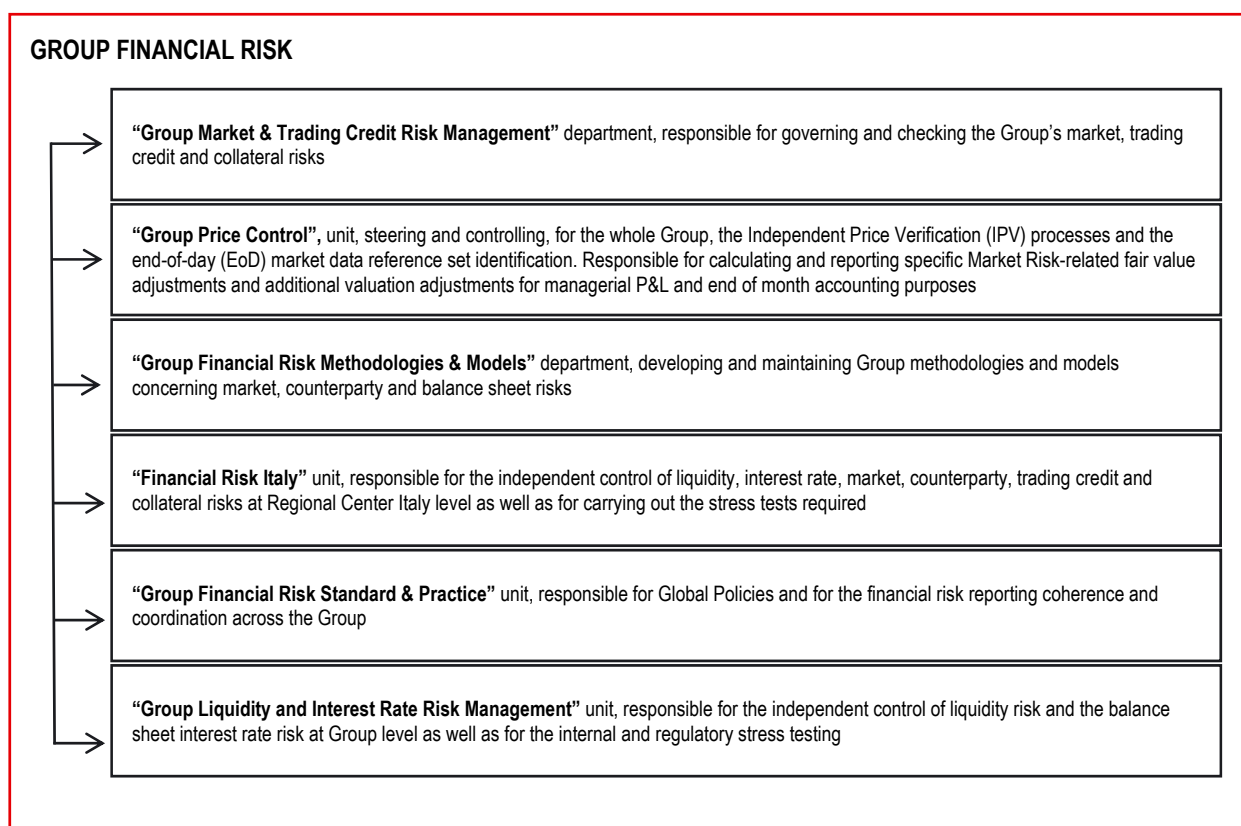 GROUP FINANCIAL RISK
“Group Market & Trading Credit Risk Management” department, responsible for governing and checking the Group’s market, trading
credit and collateral risks
“Group Price Control”, unit, steering and controlling, for the whole Group, the Independent Price Verification (IPV) processes and the
end-of-day (EoD) market data reference set identification. Responsible for calculating and reporting specific Market Risk-related fair value
adjustments and additional valuation adjustments for managerial P&L and end of month accounting purposes
“Group Financial Risk Methodologies & Models” department, developing and maintaining Group methodologies and models
concerning market, counterparty and balance sheet risks
“Financial Risk Italy” unit, responsible for the independent control of liquidity, interest rate, market, counterparty, trading credit and
collateral risks at Regional Center Italy level as well as for carrying out the stress tests required
“Group Financial Risk Standard & Practice” unit, responsible for Global Policies and for the financial risk reporting coherence and
coordination across the Group
“Group Liquidity and Interest Rate Risk Management” unit, responsible for the independent control of liquidity risk and the balance
sheet interest rate risk at Group level as well as for the internal and regulatory stress testing